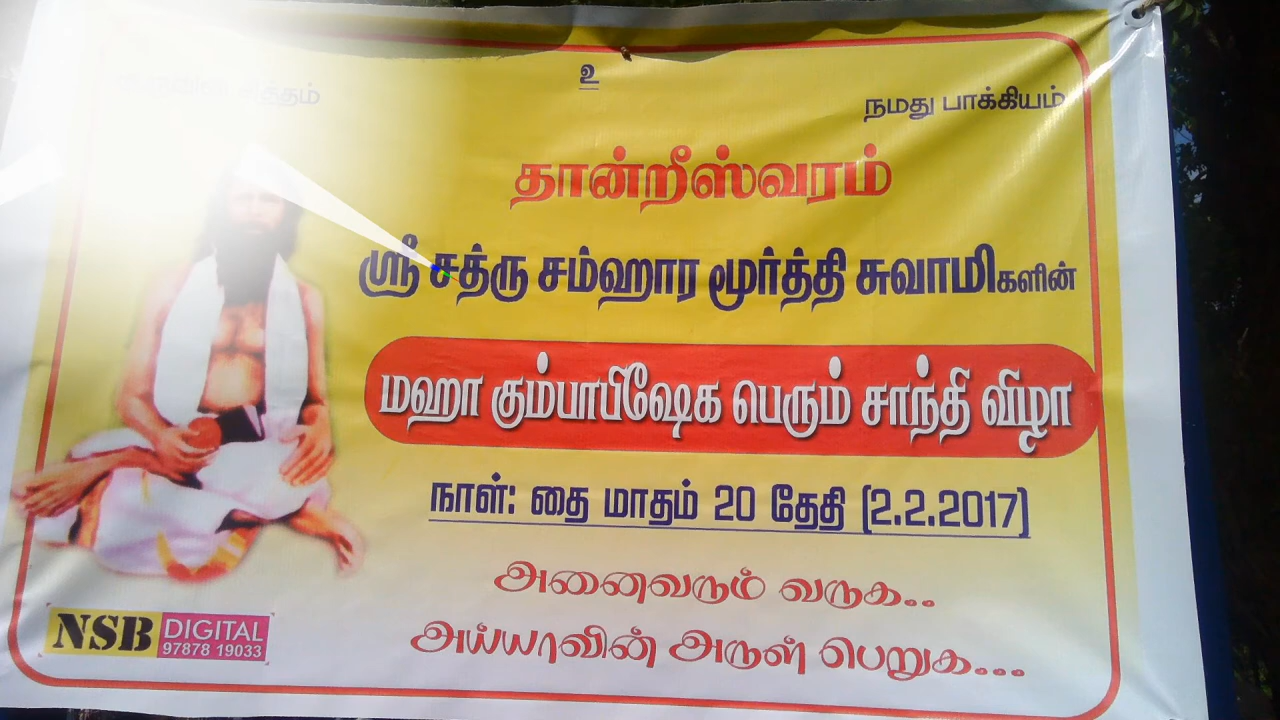 உ
சித்தம்
நமது பாக்கியம்
தான்றீஸ்வரம்
ஸ்ரீ சத்ரு சம்ஹார மூர்த்தி சுவாமிகளின்
மஹா கும்பாபிஷேக பெரும் சாந்தி விழா
நாள்: தை மாதம் 20 தேதி (2.2.2017)
அனைவரும் வருக..
அய்யாவின் அருள் பெறுக...
NSB DIGITAL
97878 19033